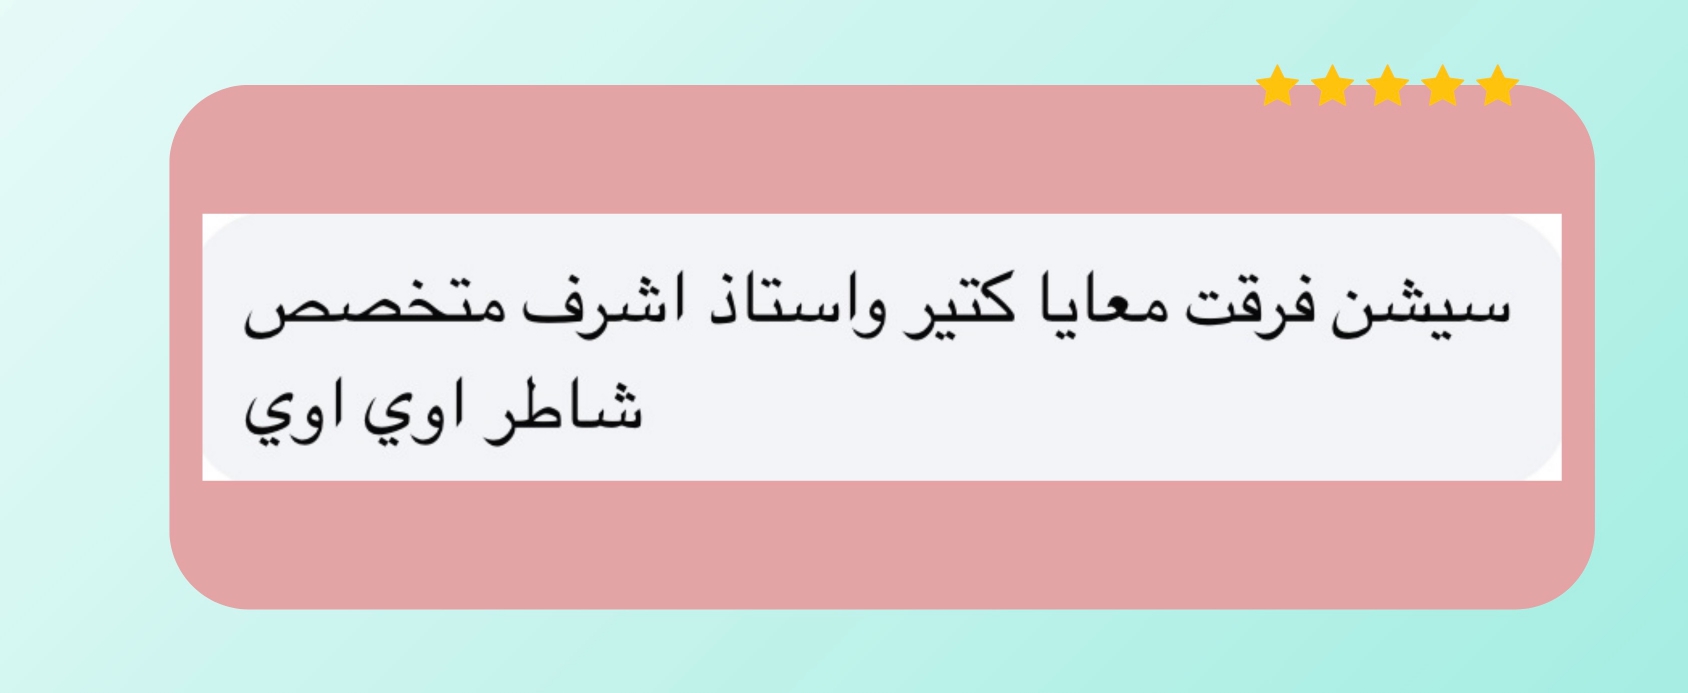 سيشن فرقت معايا كتير واستاذ اشرف متخصص
شاطر اوي اوي